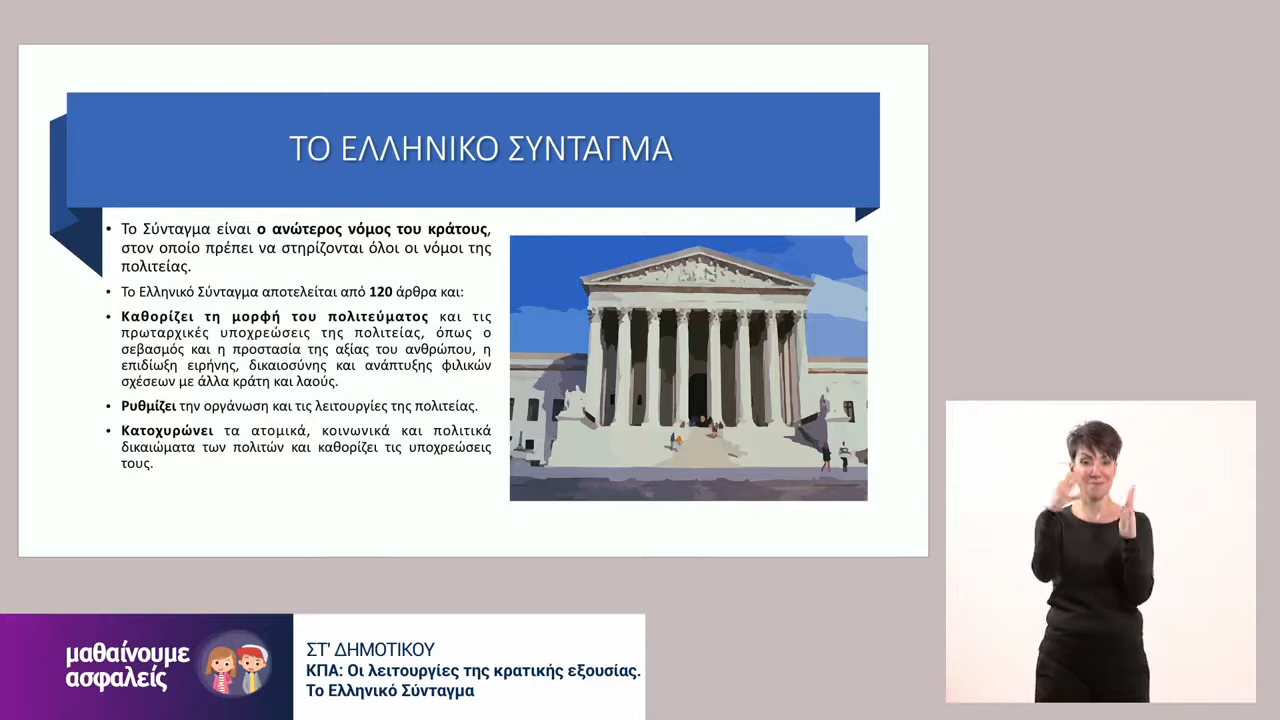 ΤΟ ΕΛΛΗΝΙΚΟ ΣΥΝΤΑΓΜΑ
• Το Σύνταγμα είναι ο ανώτερος νόμος του κράτους,
στον οποίο πρέπει να στηρίζονται όλοι οι νόμοι της
πολιτείας.
• Το Ελληνικό Σύνταγμα αποτελείται από 120 άρθρα και:
• Καθορίζει τη μορφή του πολιτεύματος και τις
πρωταρχικές υποχρεώσεις της πολιτείας, όπως ο
σεβασμός και η προστασία της αξίας του ανθρώπου, η
επιδίωξη ειρήνης, δικαιοσύνης και ανάπτυξης φιλικών
σχέσεων με άλλα κράτη και λαούς.
• Ρυθμίζει την οργάνωση και τις λειτουργίες της πολιτείας.
• Κατοχυρώνει τα ατομικά, κοινωνικά και πολιτικά
δικαιώματα των πολιτών και καθορίζει τις υποχρεώσεις
τους.
μαθαίνουμε
ασφαλείς
ΣΤ' ΔΗΜΟΤΙΚΟΥ
ΚΠΑ: Οι λειτουργίες της κρατικής εξουσίας.
Το Ελληνικό Σύνταγμα